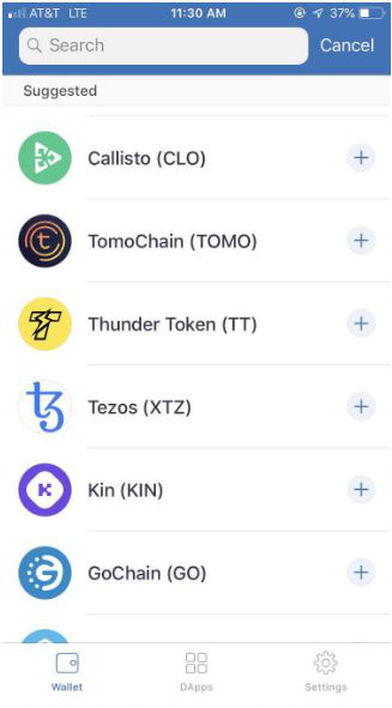 AT&T LTE 11:30 AM 37%
Search Cancel
Suggested
Callisto (CLO)
TomoChain (TOMO)
Thunder Token (TT)
Tezos (XTZ)
Kin (KIN)
GoChain (GO)
Wallet DApps Settings